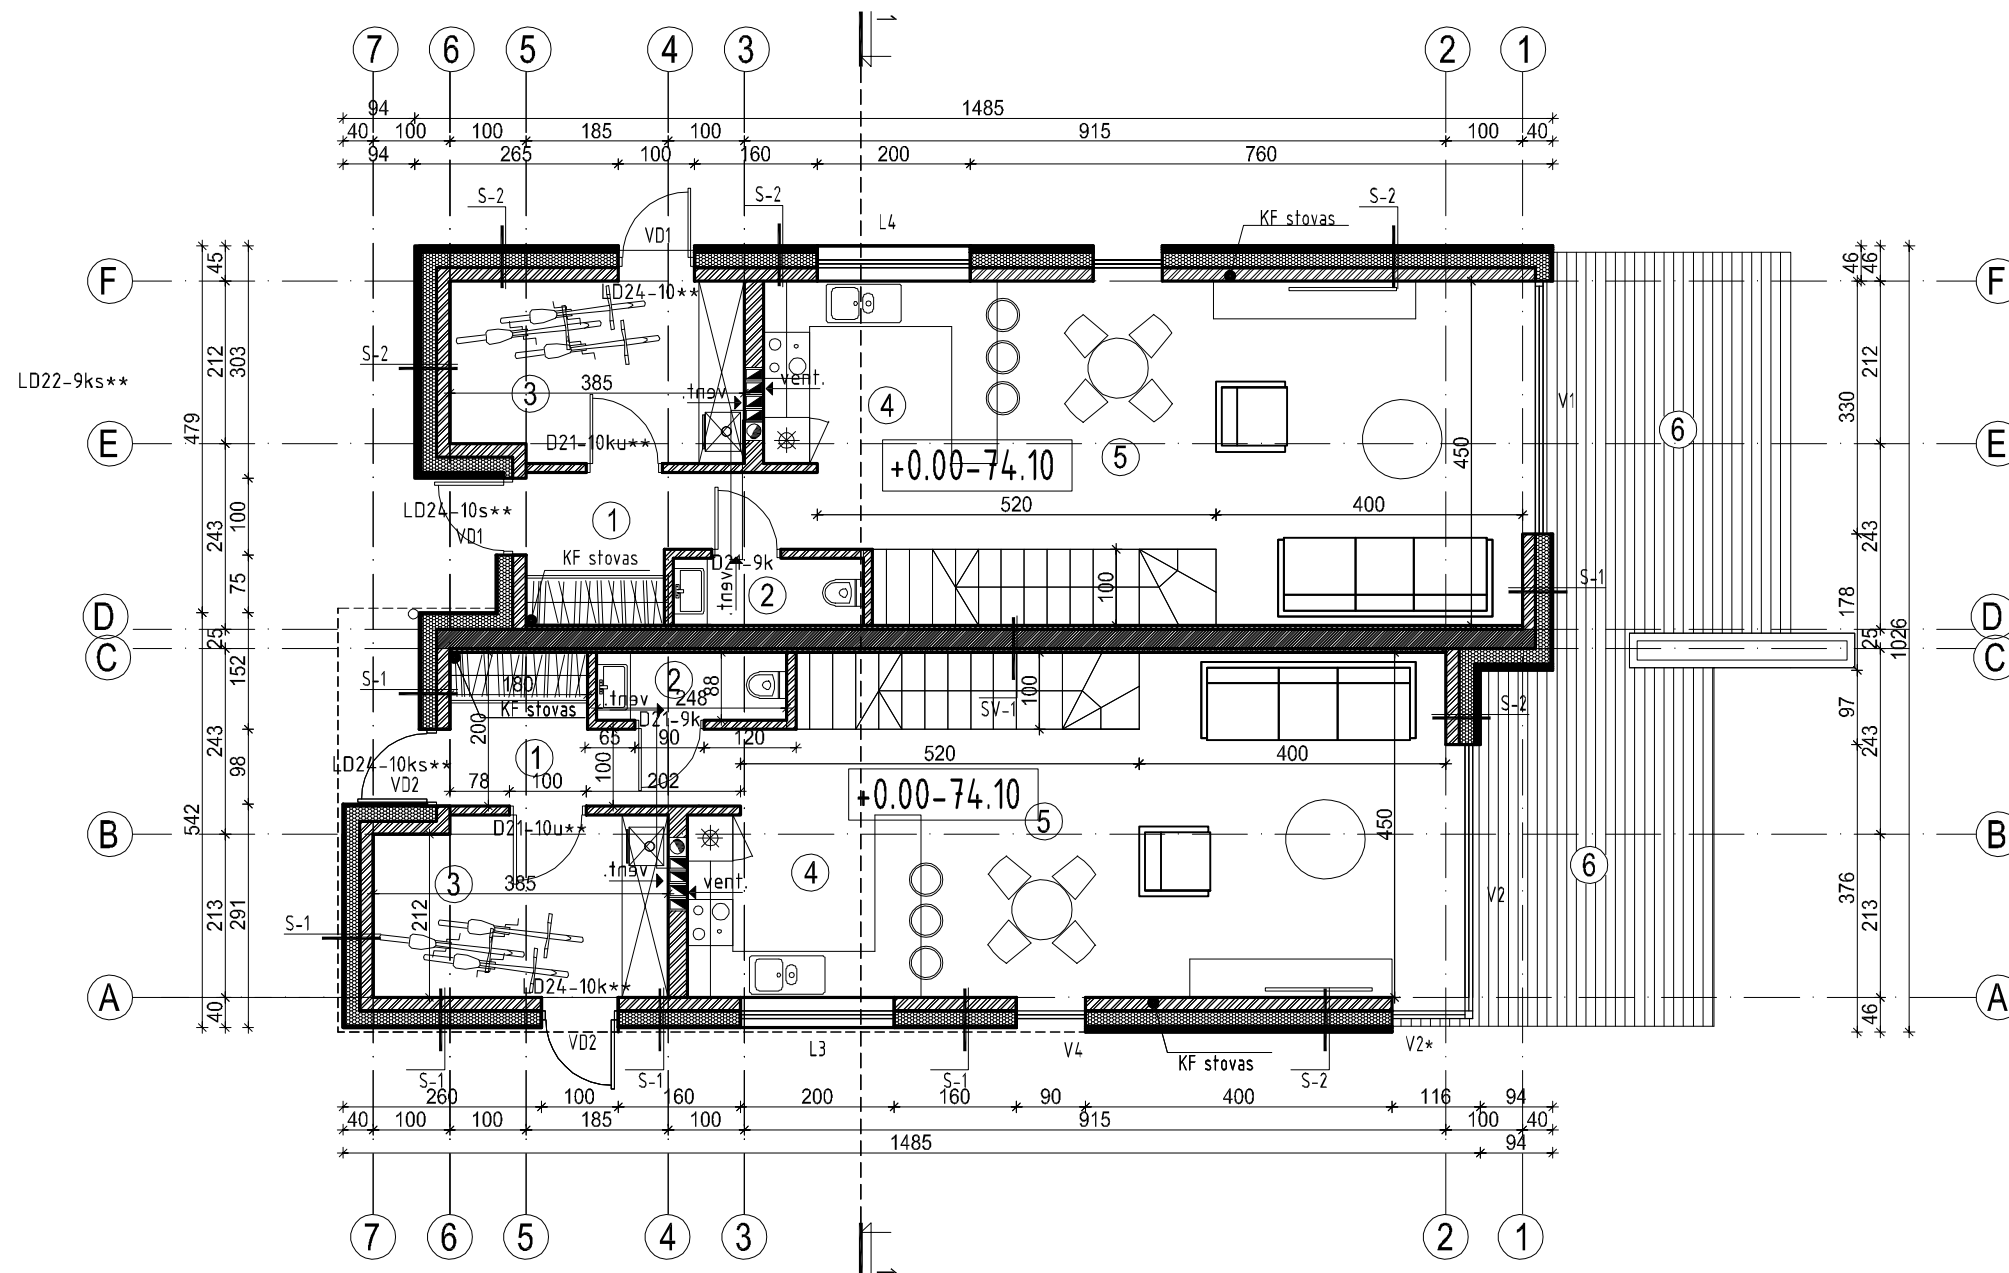 7 6 5 4 3 2 1
1
94 1485
40 100 100 185 100 915 100 40
94 265 100 160 200 760
S-2 S-2 L4 KF stovas S-2
VD1
F 45 46 46 F
LD24-10**
S-2
LD22-9ks**
212 303 479
3 385 vent. vent. 4
V1
212 330
6
E D21-10ku** 5 450 E
+0.00-74.10
LD24-10s**
VD1
1
520 400
243 100 243
KF stovas
D21-9k
vent. 2 100
S-1
75 178
D D
25 25 1026
C C
152
S-1 180 KF stovas 2 88 vent. 248 SV-1 100 S-2
D21-9k
200 97
65 90 120
243 98 243
1 100
LD24-10ks**
VD2
78 100 202
520 400
542
+0.00-74.10
5
B D21-10u** 450 B
3 385 vent. vent. 4
6
V2
376
213 291 212 213
S-1
LD24-10k**
A A
40 46
VD2 L3 V4 KF stovas V2*
S-1 S-1 S-1 S-2
260 100 160 200 160 90 400 116 94
40 100 100 185 100 915 100 40
1485 94
7 6 5 4 3 2 1
1